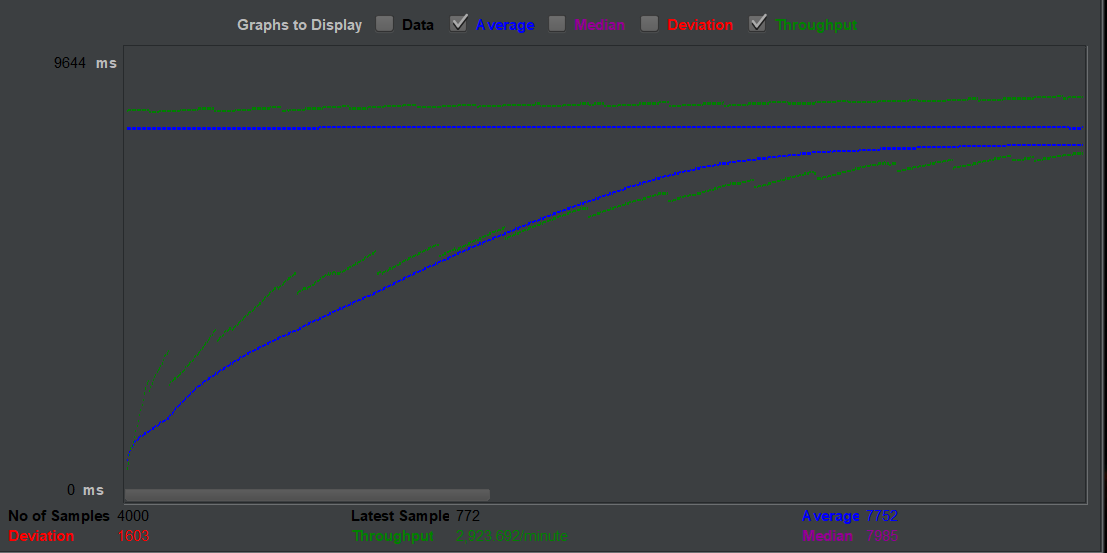 Graphs to Display Data Average Median Deviation Throughput
9644 ms
0 ms
No of Samples 4000 Latest Sample 772 Average 7752
Deviation 1603 Throughput 2,923.692/minute Median 7985